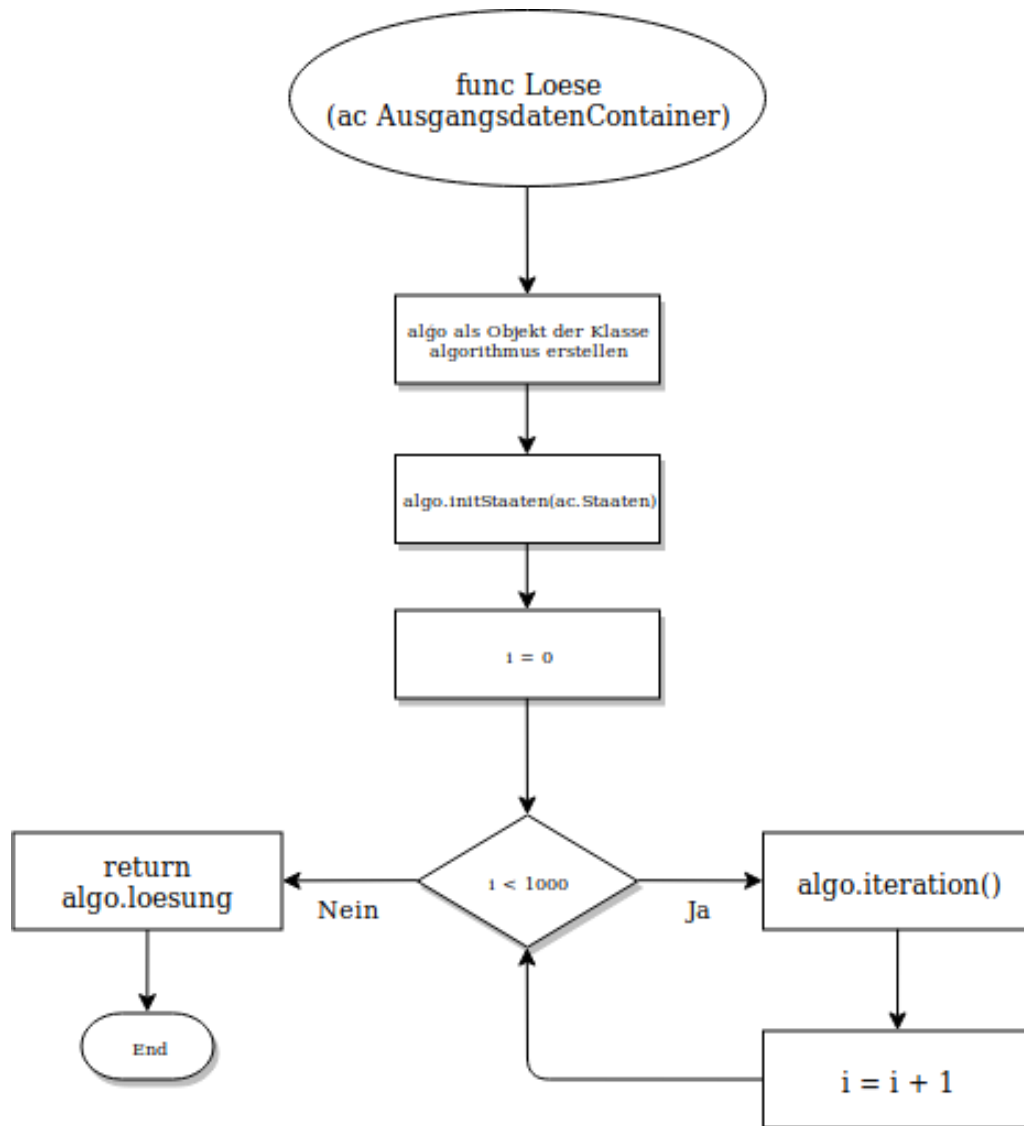 func Loese
(ac AusgangsdatenContainer)
algo als Objekt der Klasse
algorithmus erstellen
algo.initStaaten(ac.Staaten)
i = 0
i < 1000
Nein
Ja
return
algo.loesung
algo.iteration()
End
i = i + 1